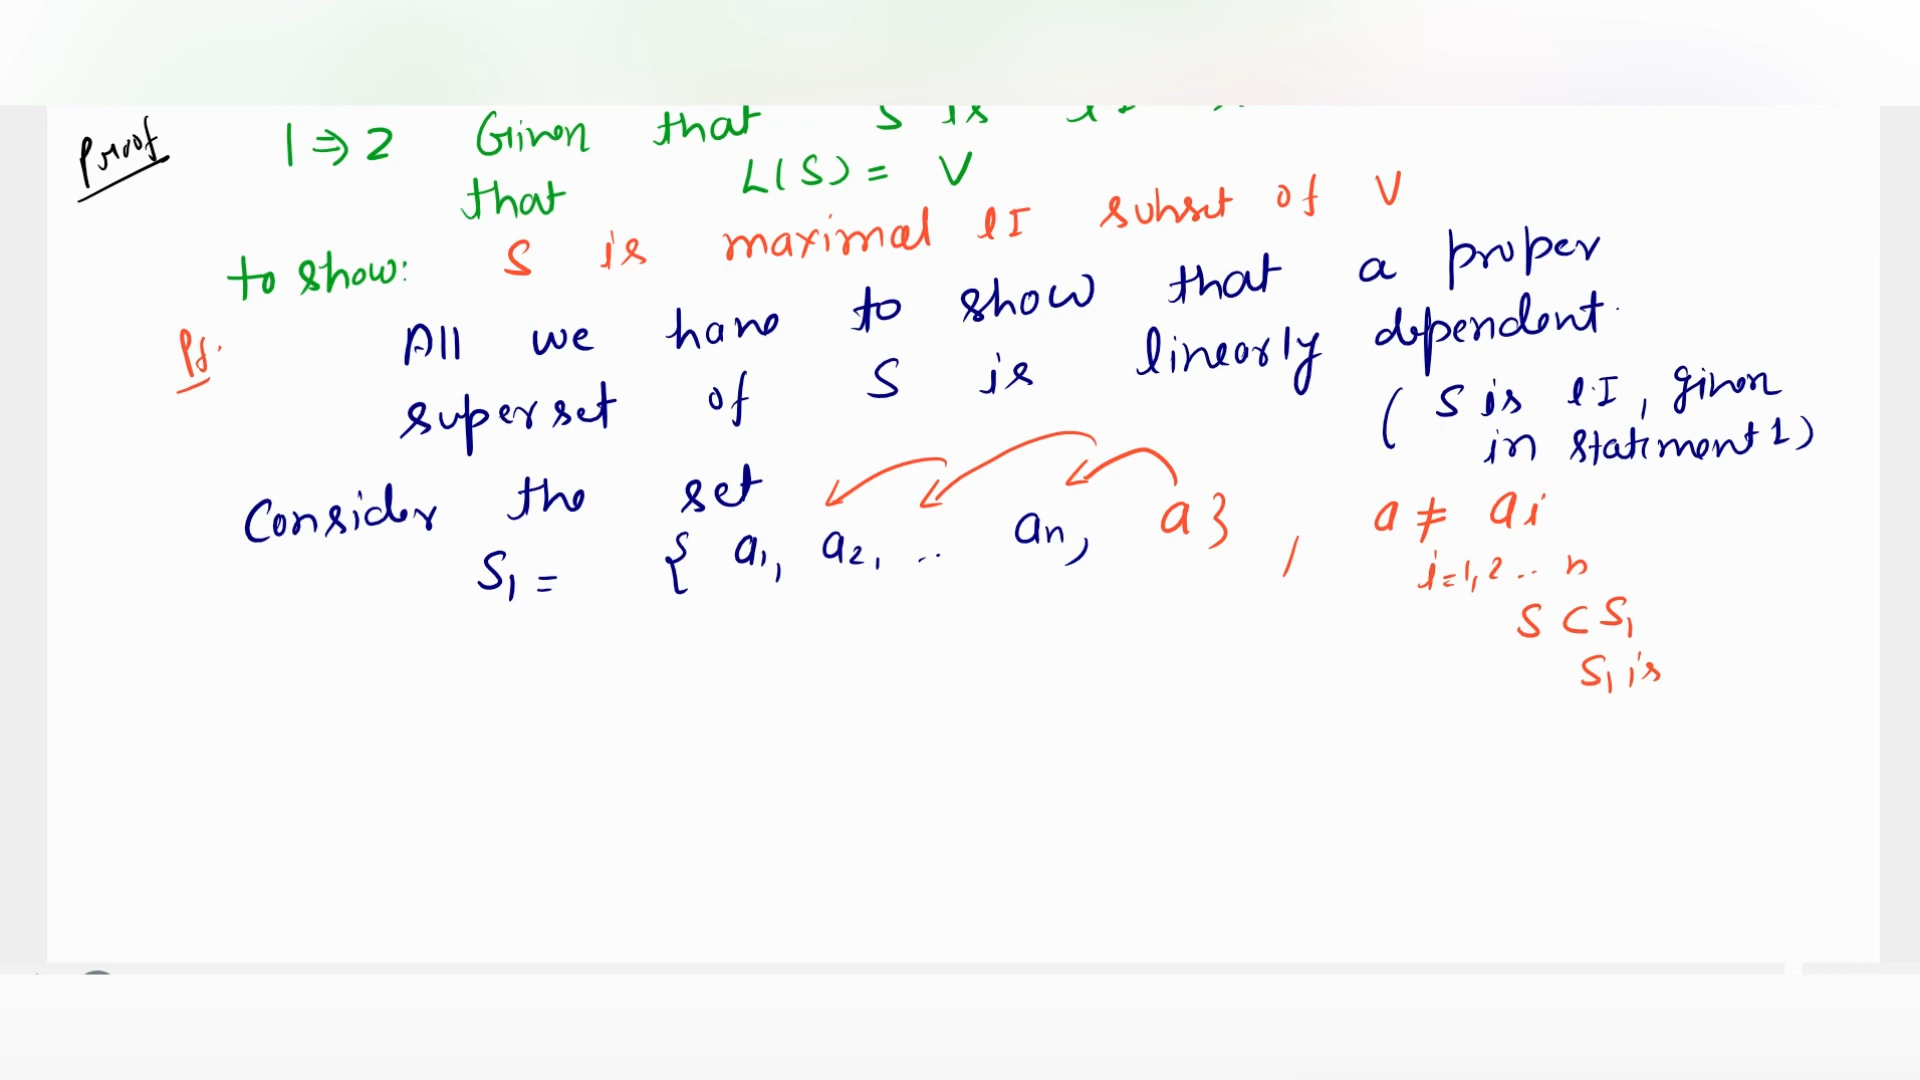 Proof 1 ⇒ 2 Given that S is
that L(S) = V
to show: S is maximal lI subset of V
Pf. All we have to show that a proper
superset of S is linearly dependent.
( S is l.I, given
in statement 1)
Consider the set
S₁ = { a₁, a₂, .. aₙ, a } , a ≠ ai
i=1,2 .. n
S ⊂ S₁
S₁ is